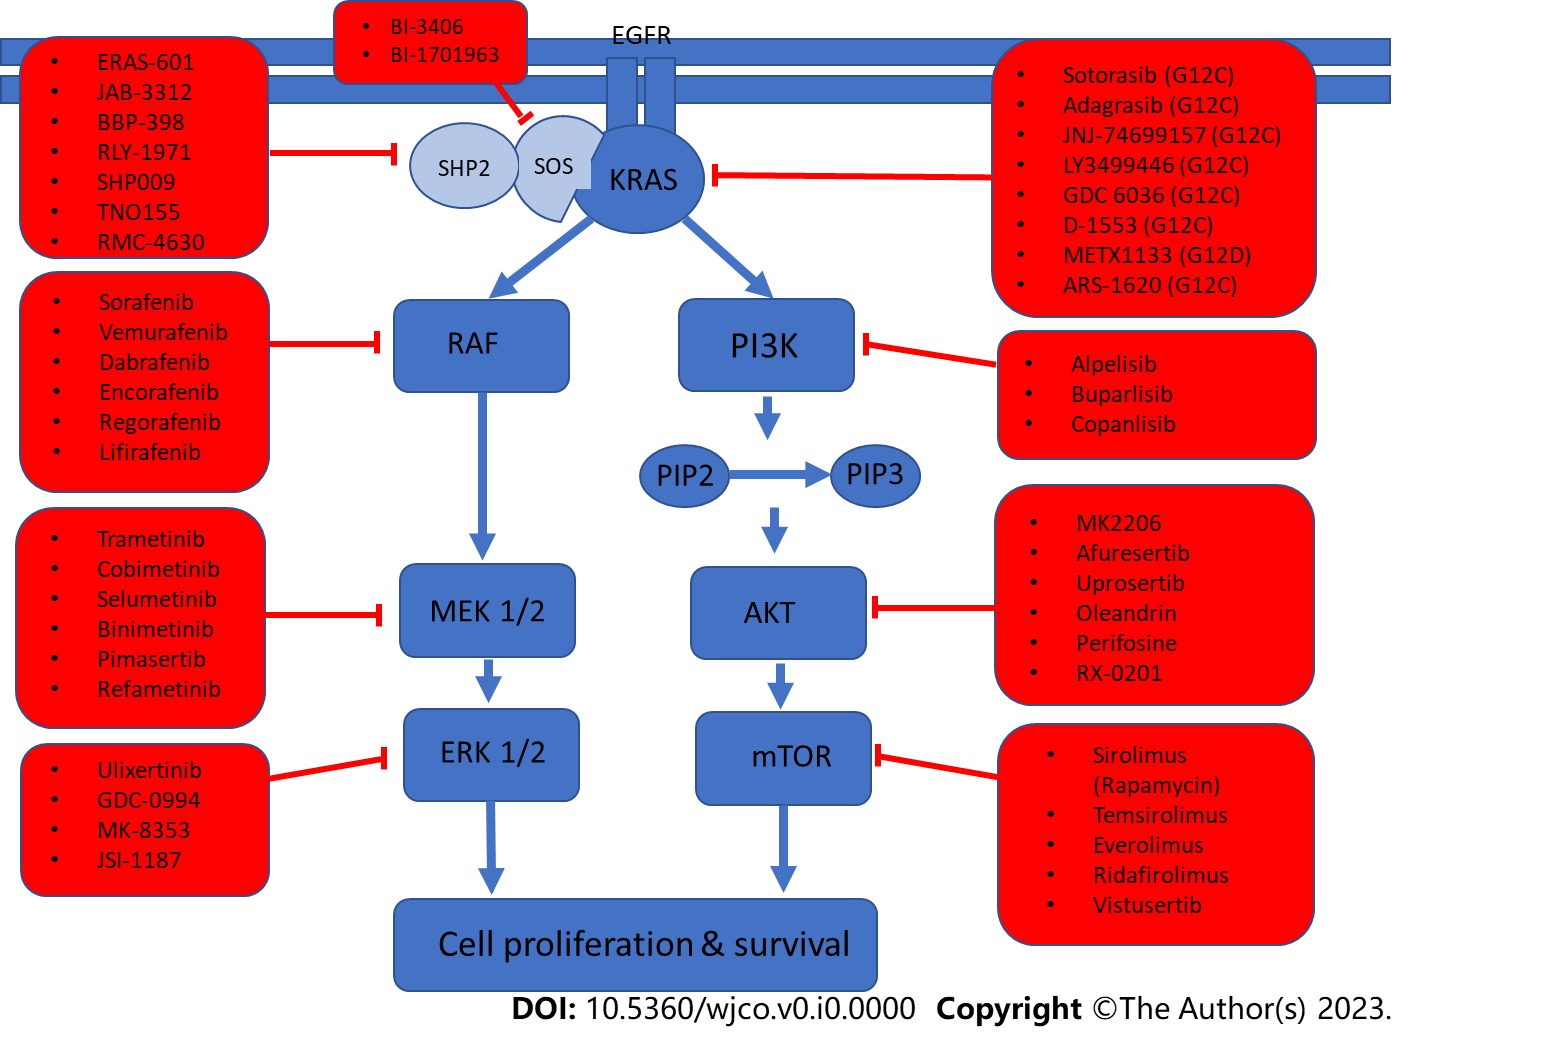 • BI-3406
• BI-1701963
EGFR
• ERAS-601
• JAB-3312
• BBP-398
• RLY-1971
• SHP009
• TNO155
• RMC-4630
SHP2
SOS
KRAS
• Sotorasib (G12C)
• Adagrasib (G12C)
• JNJ-74699157 (G12C)
• LY3499446 (G12C)
• GDC 6036 (G12C)
• D-1553 (G12C)
• METX1133 (G12D)
• ARS-1620 (G12C)
• Sorafenib
• Vemurafenib
• Dabrafenib
• Encorafenib
• Regorafenib
• Lifirafenib
RAF
PI3K
• Alpelisib
• Buparlisib
• Copanlisib
PIP2
PIP3
• Trametinib
• Cobimetinib
• Selumetinib
• Binimetinib
• Pimasertib
• Refametinib
MEK 1/2
AKT
• MK2206
• Afuresertib
• Uprosertib
• Oleandrin
• Perifosine
• RX-0201
• Ulixertinib
• GDC-0994
• MK-8353
• JSI-1187
ERK 1/2
mTOR
• Sirolimus
(Rapamycin)
• Temsirolimus
• Everolimus
• Ridafirolimus
• Vistusertib
Cell proliferation & survival
DOI: 10.5360/wjco.v0.i0.0000 Copyright ©The Author(s) 2023.